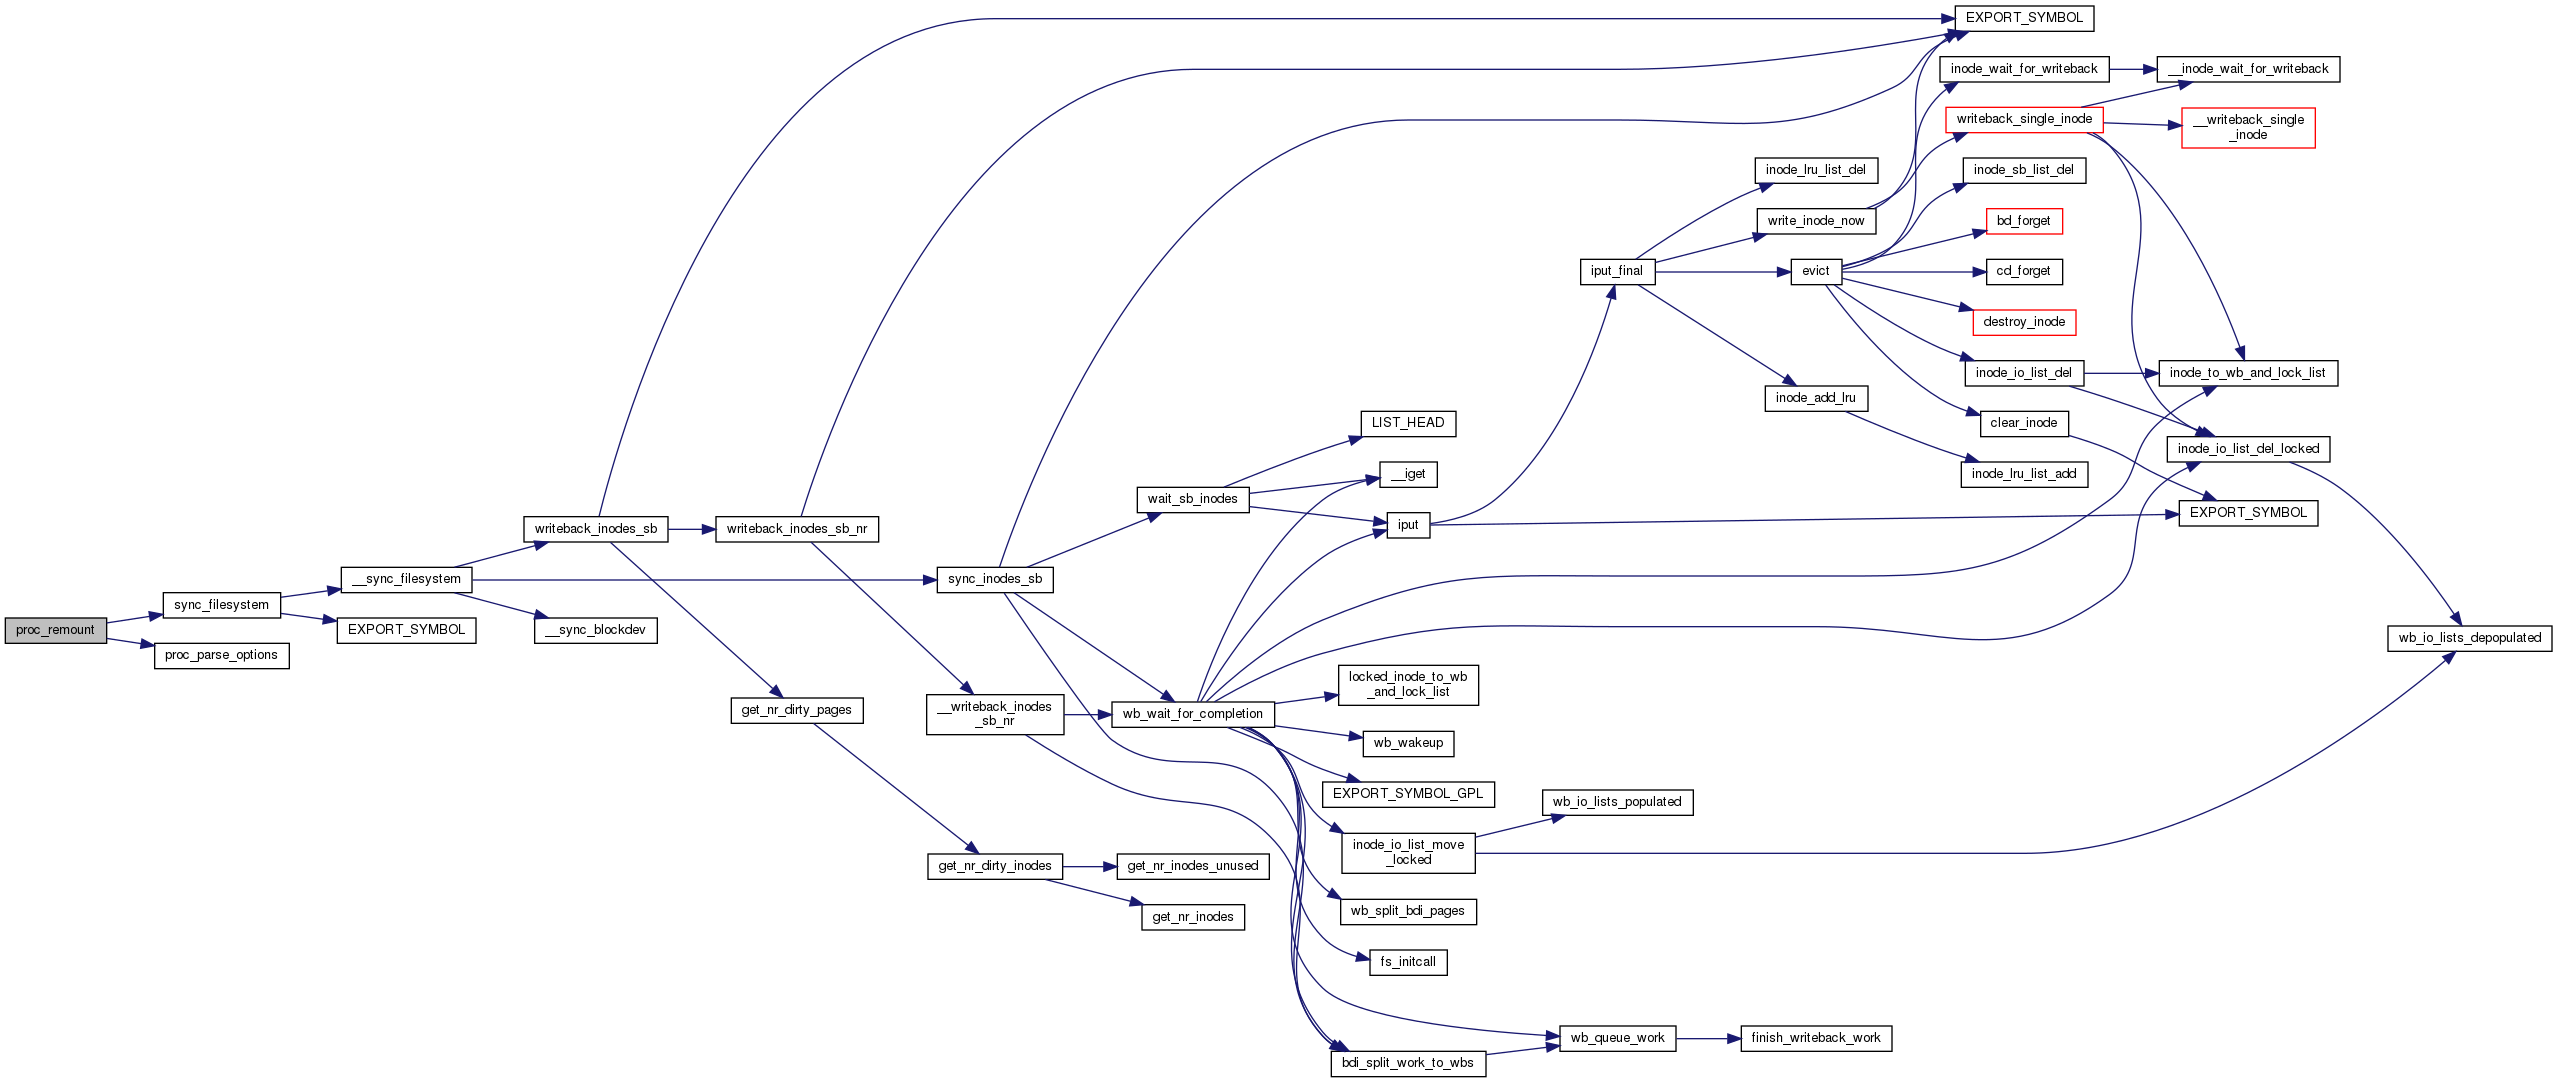 EXPORT_SYMBOL
inode_wait_for_writeback
__inode_wait_for_writeback
writeback_single_inode
__writeback_single
_inode
inode_lru_list_del
inode_sb_list_del
write_inode_now
bd_forget
iput_final
evict
cd_forget
destroy_inode
inode_io_list_del
inode_to_wb_and_lock_list
inode_add_lru
LIST_HEAD
clear_inode
inode_io_list_del_locked
__iget
inode_lru_list_add
wait_sb_inodes
EXPORT_SYMBOL
iput
writeback_inodes_sb
writeback_inodes_sb_nr
__sync_filesystem
sync_inodes_sb
sync_filesystem
proc_remount
EXPORT_SYMBOL
__sync_blockdev
wb_io_lists_depopulated
proc_parse_options
locked_inode_to_wb
_and_lock_list
get_nr_dirty_pages
__writeback_inodes
_sb_nr
wb_wait_for_completion
wb_wakeup
EXPORT_SYMBOL_GPL
wb_io_lists_populated
inode_io_list_move
_locked
get_nr_dirty_inodes
get_nr_inodes_unused
wb_split_bdi_pages
get_nr_inodes
fs_initcall
wb_queue_work
finish_writeback_work
bdi_split_work_to_wbs